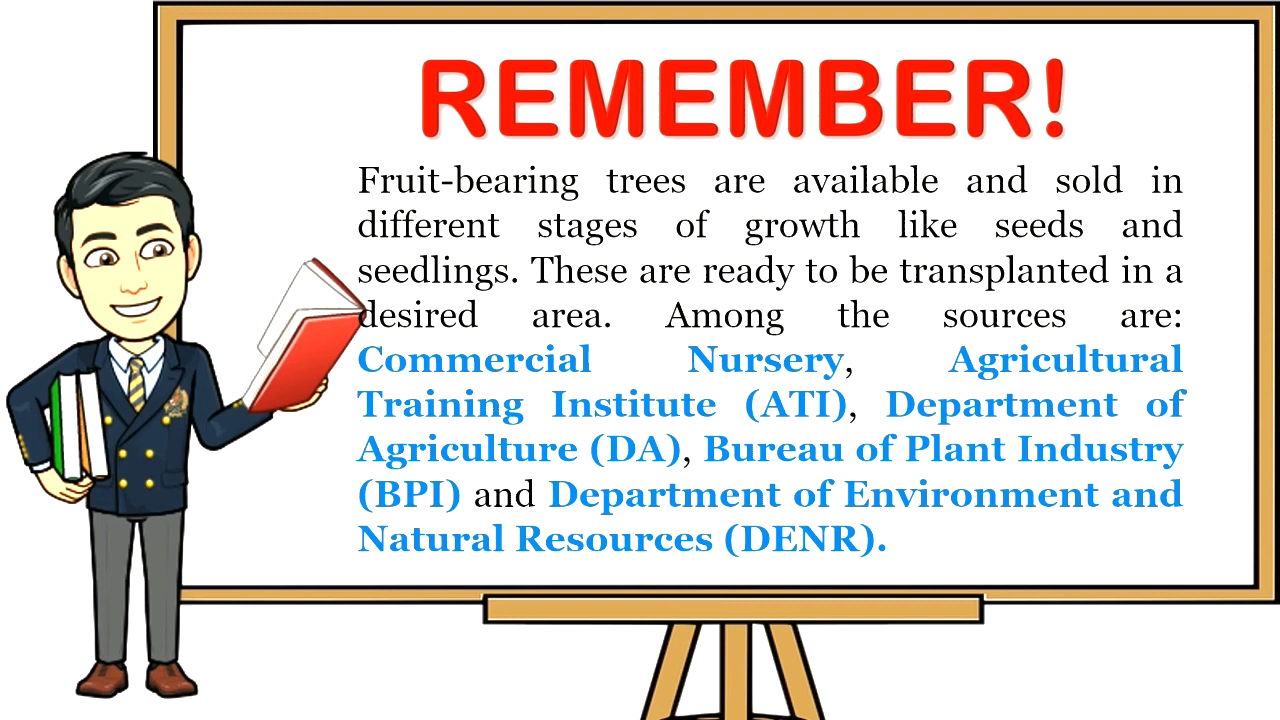 REMEMBER!
Fruit-bearing trees are available and sold in
different stages of growth like seeds and
seedlings. These are ready to be transplanted in a
desired area. Among the sources are:
Commercial Nursery, Agricultural
Training Institute (ATI), Department of
Agriculture (DA), Bureau of Plant Industry
(BPI) and Department of Environment and
Natural Resources (DENR).